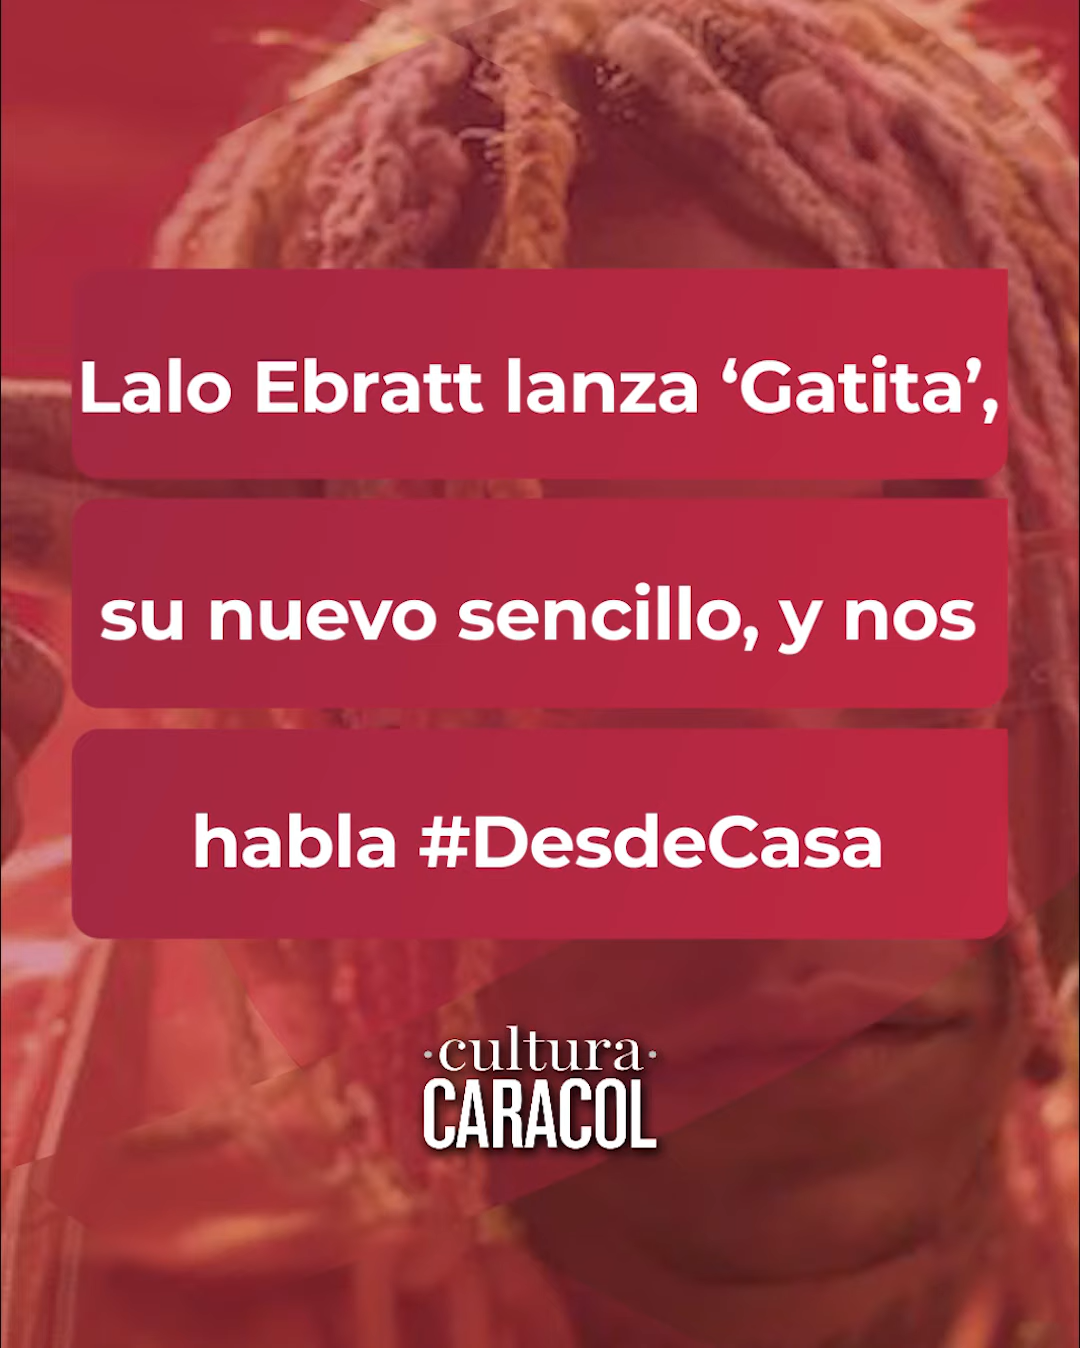 Lalo Ebratt lanza ‘Gatita’,
su nuevo sencillo, y nos
habla #DesdeCasa
·cultura·
CARACOL